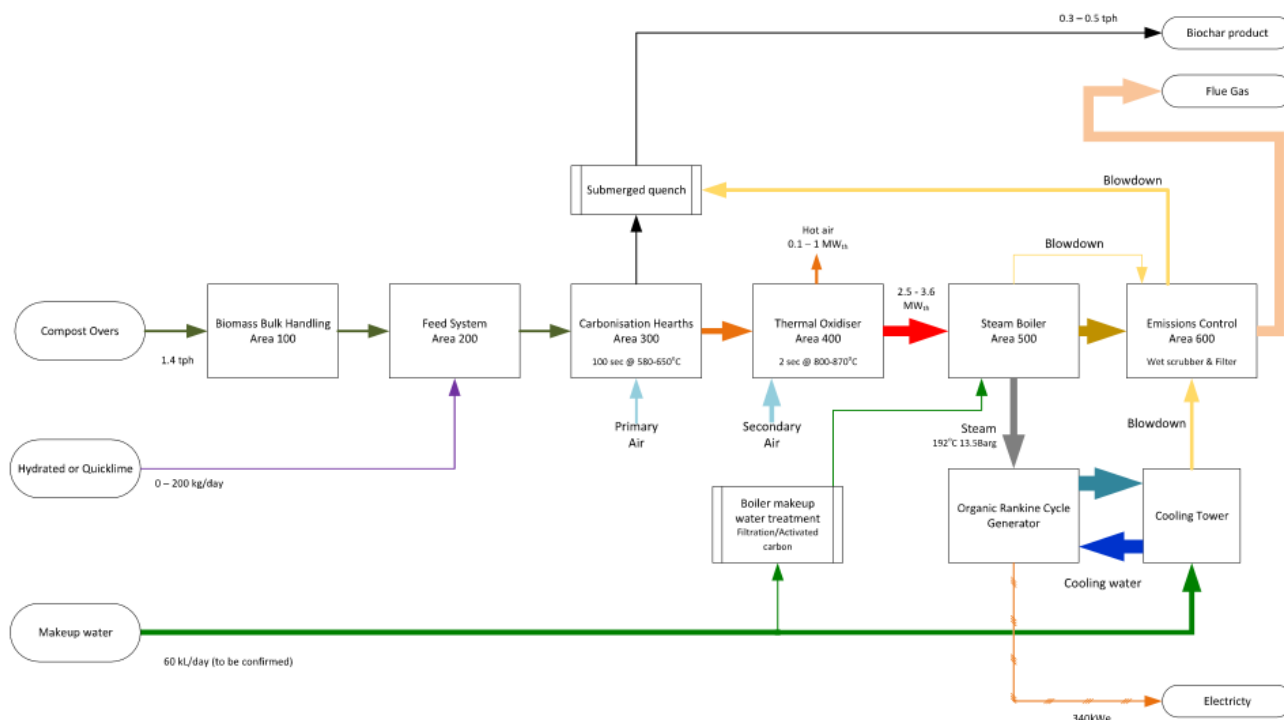 0.3 – 0.5 tph
Biochar product
Flue Gas
Submerged quench
Blowdown
Hot air
0.1 – 1 MWth
Blowdown
2.5 - 3.6
MWth
Compost Overs
1.4 tph
Biomass Bulk Handling
Area 100
Feed System
Area 200
Carbonisation Hearths
Area 300
100 sec @ 580-650°C
Thermal Oxidiser
Area 400
2 sec @ 800-870°C
Steam Boiler
Area 500
Emissions Control
Area 600
Wet scrubber & Filter
Primary
Air
Secondary
Air
Steam
192°C 13.5Barg
Blowdown
Hydrated or Quicklime
0 – 200 kg/day
Boiler makeup
water treatment
Filtration/Activated
carbon
Organic Rankine Cycle
Generator
Cooling Tower
Cooling water
Makeup water
60 kL/day (to be confirmed)
Electricty
340kWe